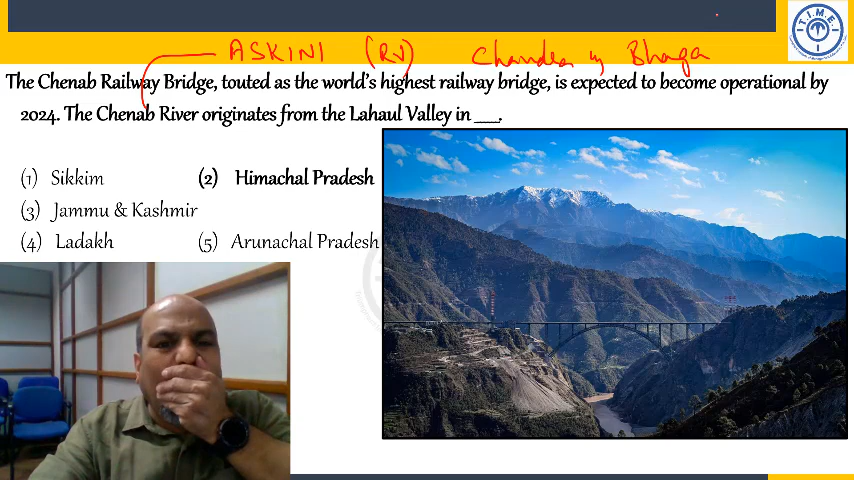 T.I.M.E.
ASKINI (RV) Chandra Bhaga
The Chenab Railway Bridge, touted as the world's highest railway bridge, is expected to become operational by
2024. The Chenab River originates from the Lahaul Valley in ___.
(1) Sikkim (2) Himachal Pradesh
(3) Jammu & Kashmir
(4) Ladakh (5) Arunachal Pradesh